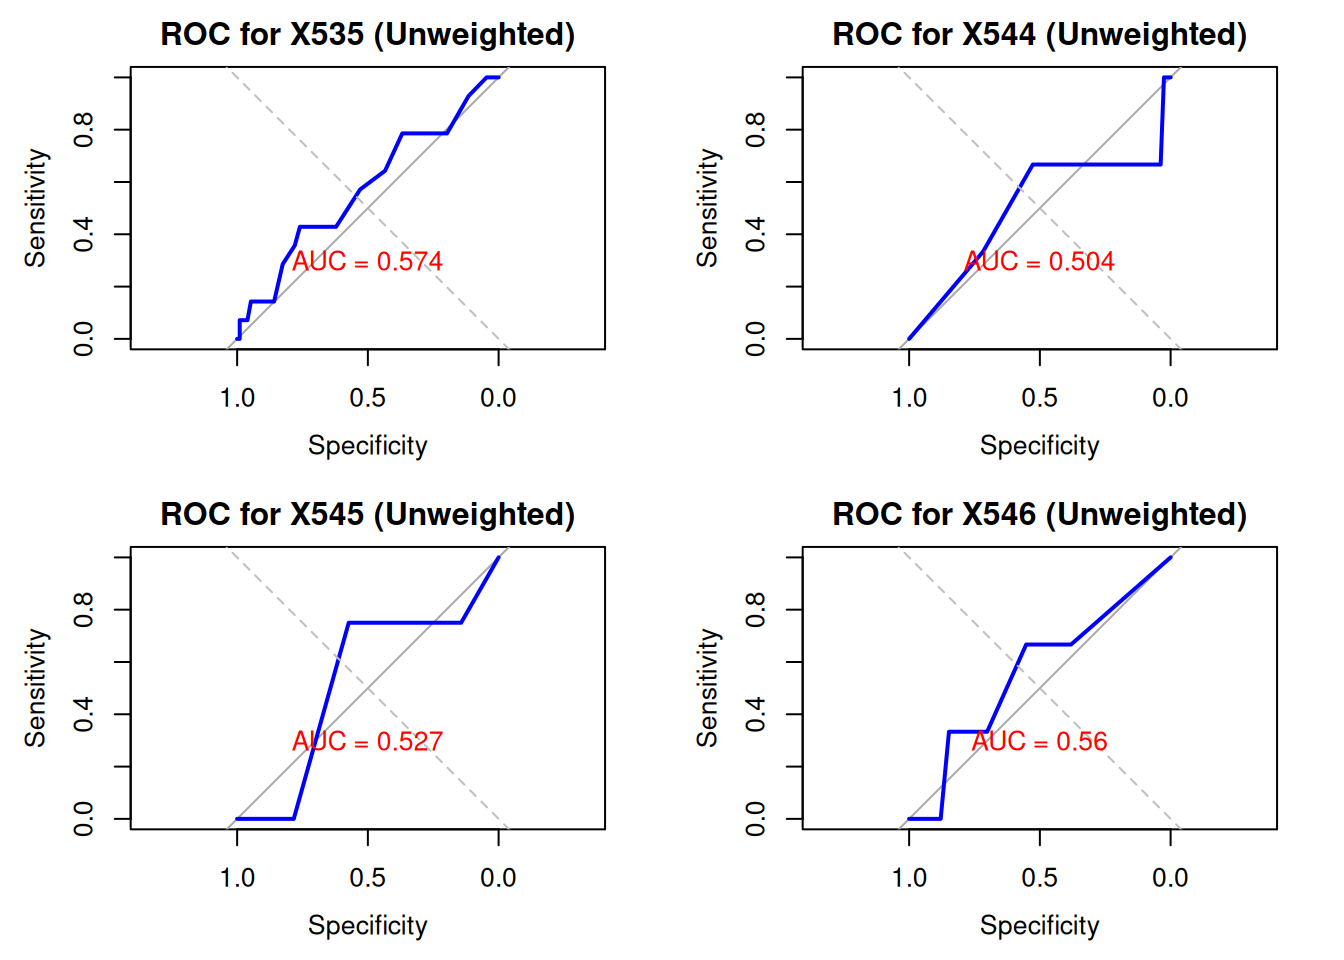 ROC for X535 (Unweighted)
Sensitivity
0.0 0.4 0.8
AUC = 0.574
1.0 0.5 0.0
Specificity
ROC for X544 (Unweighted)
Sensitivity
0.0 0.4 0.8
AUC = 0.504
1.0 0.5 0.0
Specificity
ROC for X545 (Unweighted)
Sensitivity
0.0 0.4 0.8
AUC = 0.527
1.0 0.5 0.0
Specificity
ROC for X546 (Unweighted)
Sensitivity
0.0 0.4 0.8
AUC = 0.56
1.0 0.5 0.0
Specificity